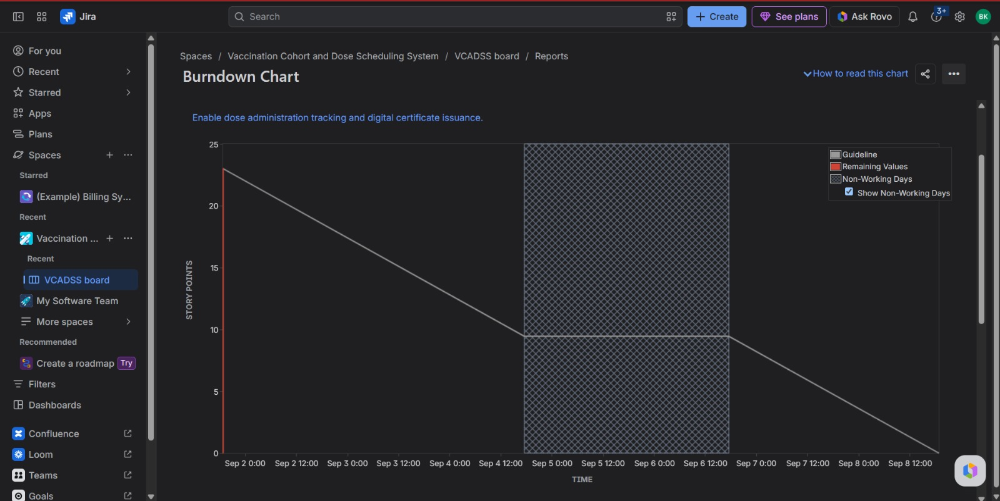 Jira
Search
Create
See plans
Ask Rovo
3+
BK
For you
Recent
Starred
Apps
Plans
Spaces
Starred
(Example) Billing Sy...
Recent
Vaccination ...
Recent
VCADSS board
My Software Team
More spaces
Recommended
Create a roadmap Try
Filters
Dashboards
Confluence
Loom
Teams
Goals
Spaces / Vaccination Cohort and Dose Scheduling System / VCADSS board / Reports
Burndown Chart
How to read this chart
Enable dose administration tracking and digital certificate issuance.
Guideline
Remaining Values
Non-Working Days
Show Non-Working Days
STORY POINTS
25
20
15
10
5
0
Sep 2 0:00 Sep 2 12:00 Sep 3 0:00 Sep 3 12:00 Sep 4 0:00 Sep 4 12:00 Sep 5 0:00 Sep 5 12:00 Sep 6 0:00 Sep 6 12:00 Sep 7 0:00 Sep 7 12:00 Sep 8 0:00 Sep 8 12:00
TIME